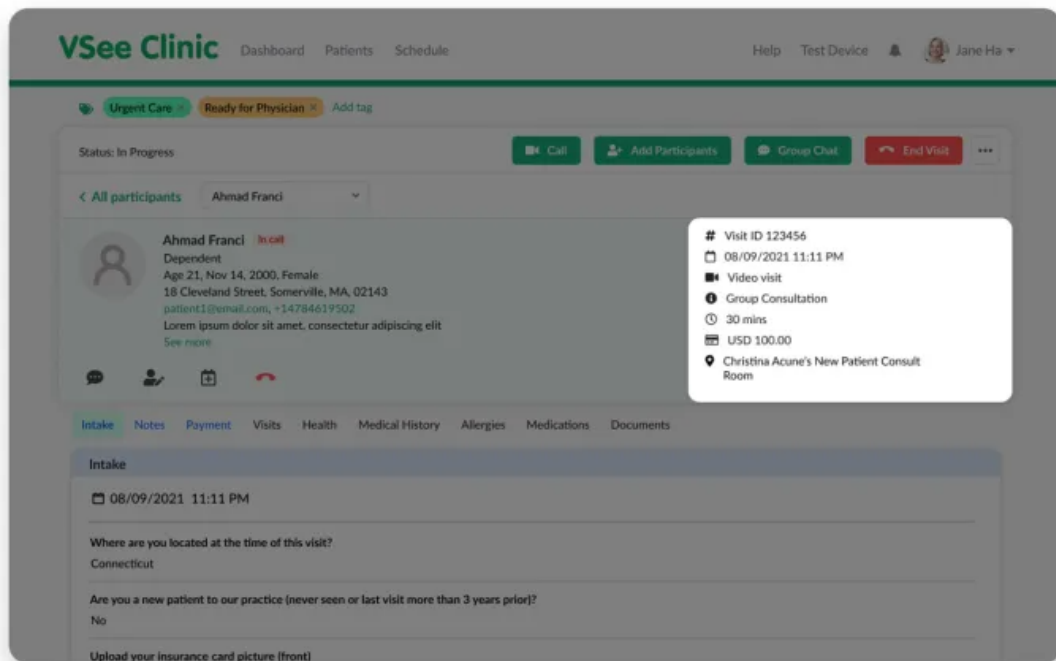 VSee Clinic Dashboard Patients Schedule Help Test Device Jane Ha
Urgent Care × Ready for Physician × Add tag
Status: In Progress Call Add Participants Group Chat End Visit
All participants Ahmad Franci
Ahmad Franci In call
Dependent
Age 21, Nov 14, 2000, Female
18 Cleveland Street, Somerville, MA, 02143
patient1@email.com, +14784619502
Lorem ipsum dolor sit amet, consectetur adipiscing elit
See more
# Visit ID 123456
08/09/2021 11:11 PM
Video visit
Group Consultation
30 mins
USD 100.00
Christina Acune's New Patient Consult
Room
Intake Notes Payment Visits Health Medical History Allergies Medications Documents
Intake
08/09/2021 11:11 PM
Where are you located at the time of this visit?
Connecticut
Are you a new patient to our practice (never seen or last visit more than 3 years prior)?
No
Upload your insurance card picture (front)